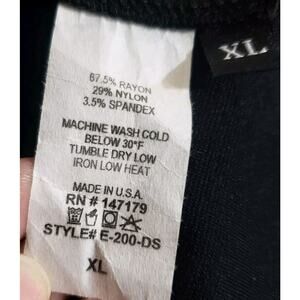 XL
67.5% RAYON
29% NYLON
3.5% SPANDEX
MACHINE WASH COLD
BELOW 30°F
TUMBLE DRY LOW
IRON LOW HEAT
MADE IN U.S.A.
RN # 147179
STYLE# E-200-DS
XL